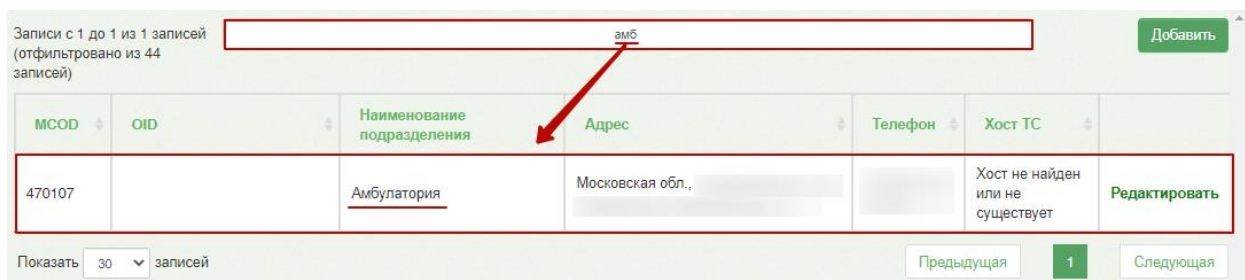 Записи с 1 до 1 из 1 записей
(отфильтровано из 44
записей)
амб
Добавить
MCOD
OID
Наименование
подразделения
Адрес
Телефон
Хост ТС
470107
Амбулатория
Московская обл.,
Хост не найден
или не
существует
Редактировать
Показать 30 записей
Предыдущая
1
Следующая